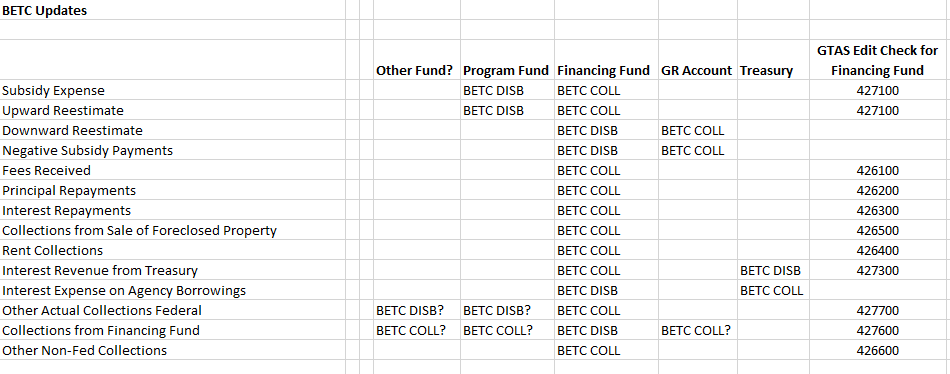 BETC Updates
GTAS Edit Check for
Other Fund? Program Fund Financing Fund GR Account Treasury Financing Fund
Subsidy Expense BETC DISB BETC COLL 427100
Upward Reestimate BETC DISB BETC COLL 427100
Downward Reestimate BETC DISB BETC COLL
Negative Subsidy Payments BETC DISB BETC COLL
Fees Received BETC COLL 426100
Principal Repayments BETC COLL 426200
Interest Repayments BETC COLL 426300
Collections from Sale of Foreclosed Property BETC COLL 426500
Rent Collections BETC COLL 426400
Interest Revenue from Treasury BETC COLL BETC DISB 427300
Interest Expense on Agency Borrowings BETC DISB BETC COLL
Other Actual Collections Federal BETC DISB? BETC DISB? BETC COLL 427700
Collections from Financing Fund BETC COLL? BETC COLL? BETC DISB BETC COLL? 427600
Other Non-Fed Collections BETC COLL 426600